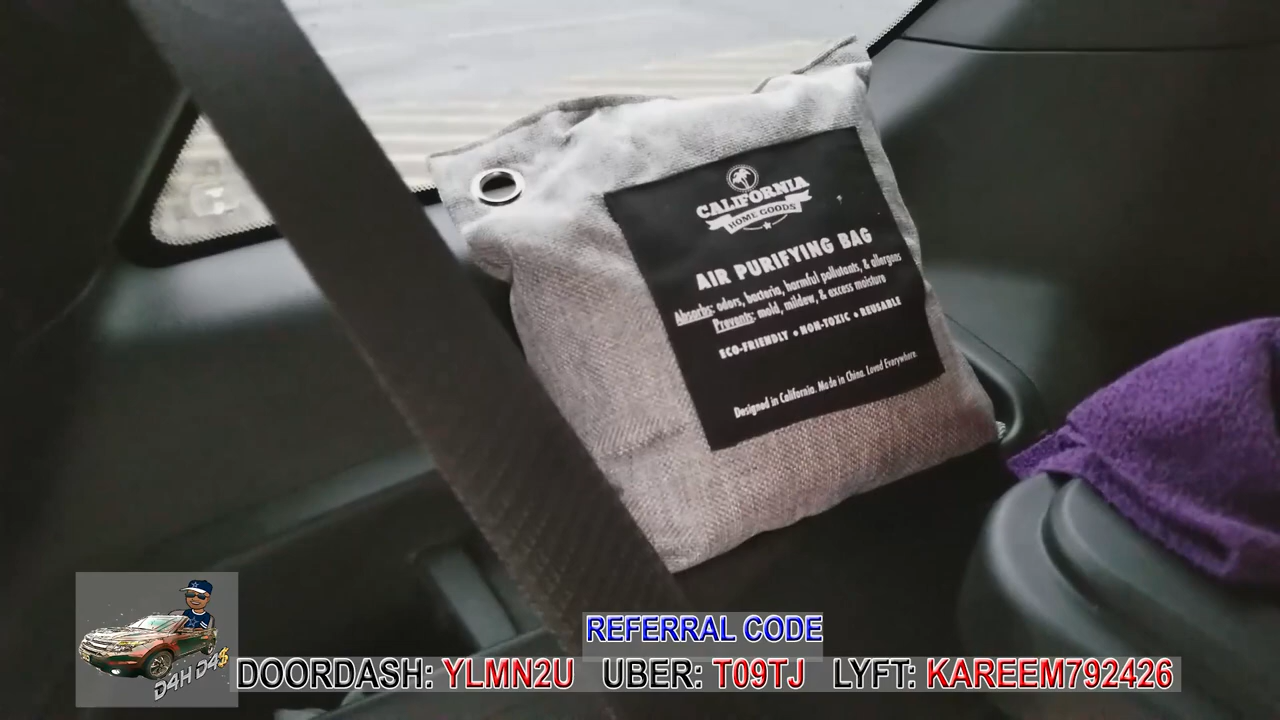 CALIFORNIA
HOME GOODS
AIR PURIFYING BAG
Absorbs: odors, bacteria, harmful pollutants, & allergens
Prevents: mold, mildew, & excess moisture
ECO-FRIENDLY • NON-TOXIC • REUSABLE
Designed in California. Made in China. Loved Everywhere.
D4H D4$
REFERRAL CODE
DOORDASH: YLMN2U UBER: T09TJ LYFT: KAREEM792426